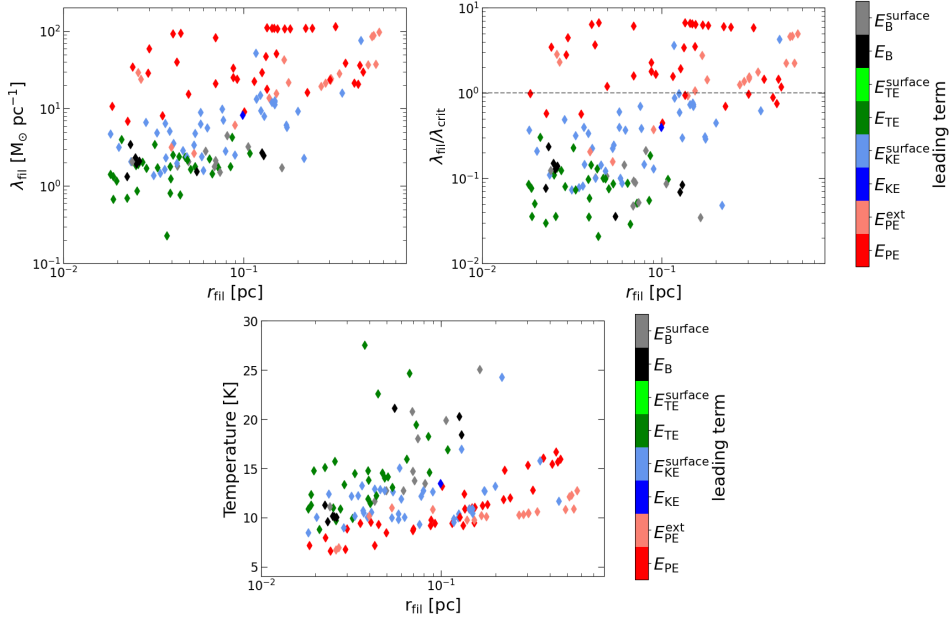 10²
10¹
10⁰
10⁻¹
10⁻²
10⁻¹
λ_fil [M⊙ pc⁻¹]
r_fil [pc]
10¹
10⁰
10⁻¹
10⁻²
10⁻²
10⁻¹
λ_fil/λ_crit
r_fil [pc]
E_B^surface
E_B
E_TE^surface
E_TE
E_KE^surface
E_KE
E_PE^ext
E_PE
leading term
30
25
20
15
10
5
10⁻²
10⁻¹
Temperature [K]
r_fil [pc]
E_B^surface
E_B
E_TE^surface
E_TE
E_KE^surface
E_KE
E_PE^ext
E_PE
leading term